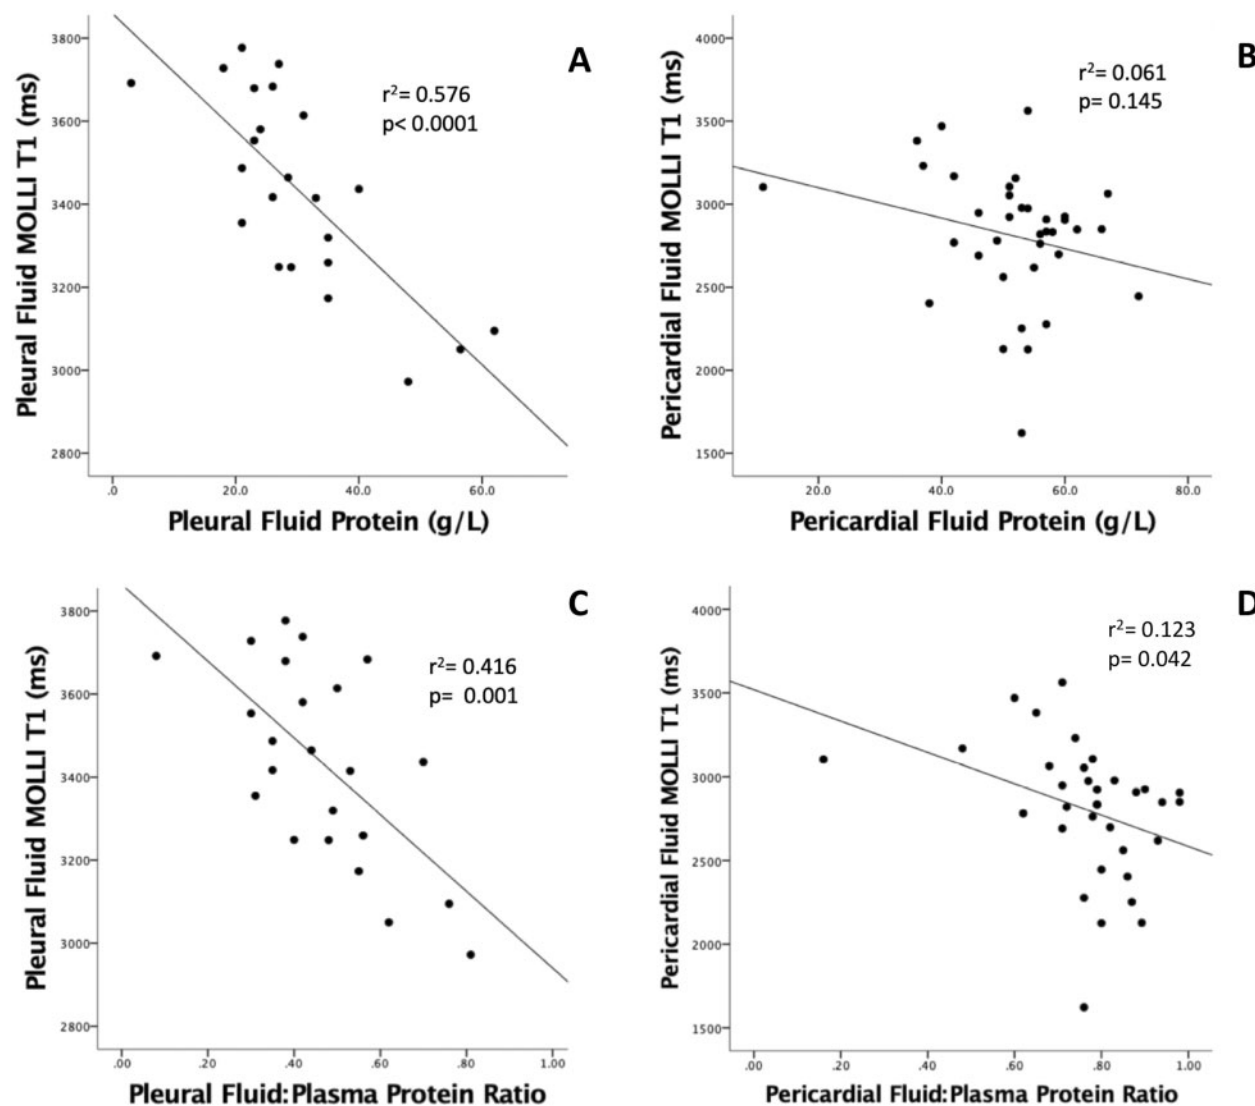 A
r²= 0.576
p< 0.0001
Pleural Fluid MOLLI T1 (ms)
3800
3600
3400
3200
3000
2800
.0
20.0
40.0
60.0
Pleural Fluid Protein (g/L)
B
r²= 0.061
p= 0.145
Pericardial Fluid MOLLI T1 (ms)
4000
3500
3000
2500
2000
1500
20.0
40.0
60.0
80.0
Pericardial Fluid Protein (g/L)
C
r²= 0.416
p= 0.001
Pleural Fluid MOLLI T1 (ms)
3800
3600
3400
3200
3000
2800
.00
.20
.40
.60
.80
1.00
Pleural Fluid:Plasma Protein Ratio
D
r²= 0.123
p= 0.042
Pericardial Fluid MOLLI T1 (ms)
4000
3500
3000
2500
2000
1500
.00
.20
.40
.60
.80
1.00
Pericardial Fluid:Plasma Protein Ratio